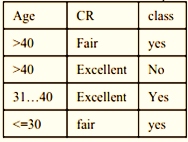 Age CR class
>40 Fair yes
>40 Excellent No
31…40 Excellent Yes
<=30 fair yes